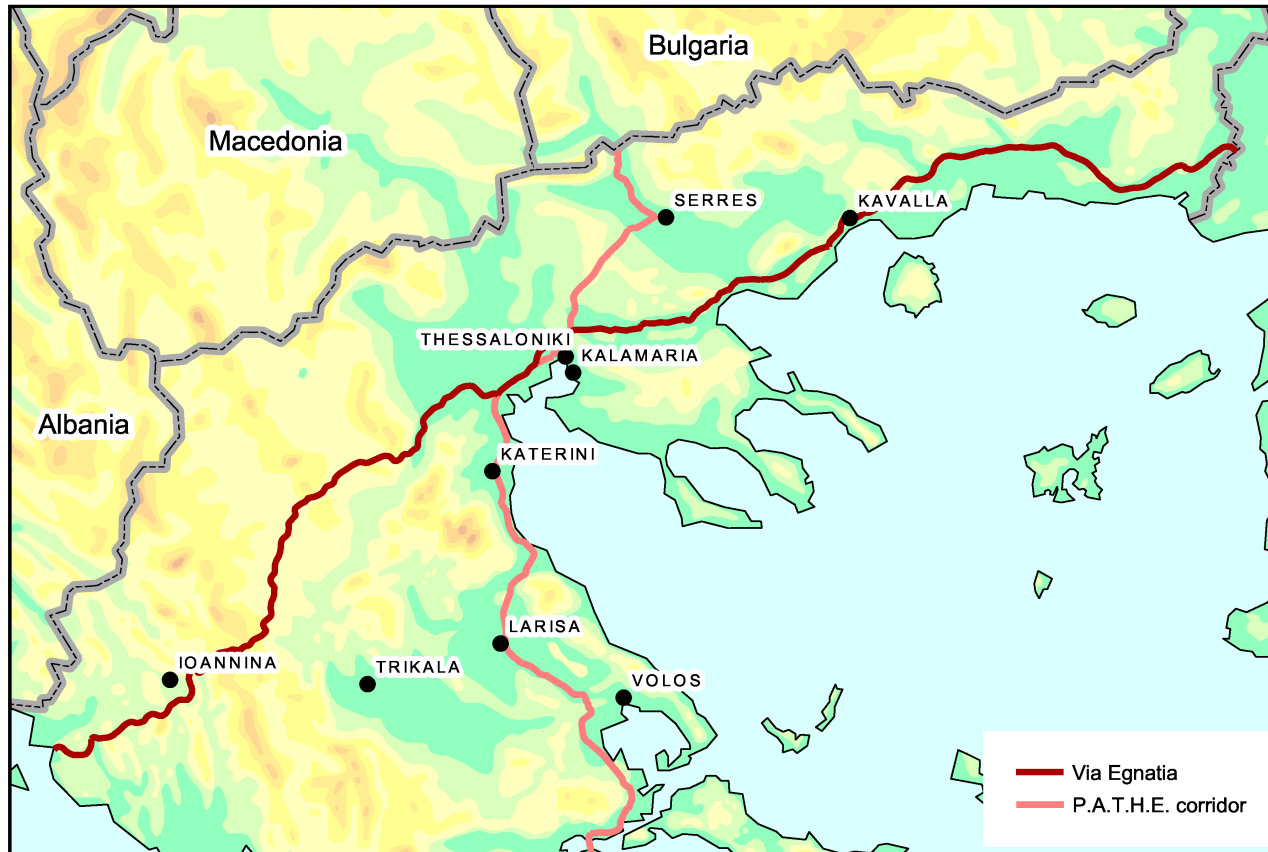 Bulgaria
Macedonia
SERRES
KAVALLA
THESSALONIKI
KALAMARIA
Albania
KATERINI
LARISA
IOANNINA
TRIKALA
VOLOS
Via Egnatia
P.A.T.H.E. corridor